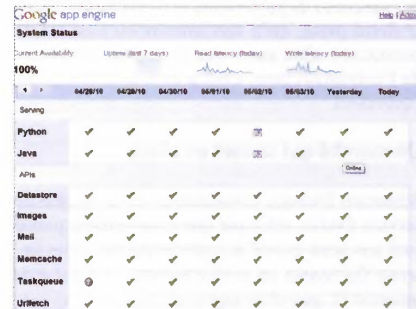 Google app engine
Help |
System Status
Current Availability Uptime (last 7 days) Read latency (today) Write latency (today)
100%
04/28/10 04/29/10 04/30/10 05/01/10 05/02/10 05/03/10 Yesterday Today
Serving
Python
Java
Online
APIs
Datastore
Images
Mail
Memcache
Taskqueue
Urlfetch